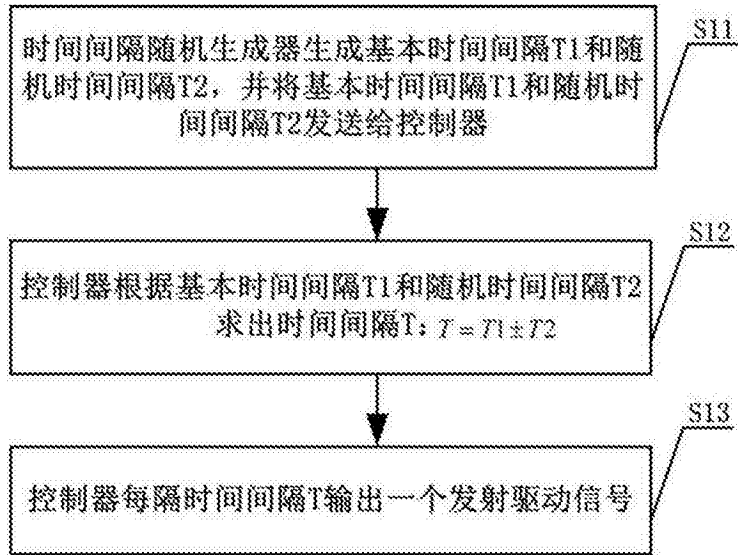 时间间隔随机生成器生成基本时间间隔T1和随
机时间间隔T2，并将基本时间间隔T1和随机时
间间隔T2发送给控制器
S11
控制器根据基本时间间隔T1和随机时间间隔T2
求出时间间隔T：T=T1±T2
S12
控制器每隔时间间隔T输出一个发射驱动信号
S13